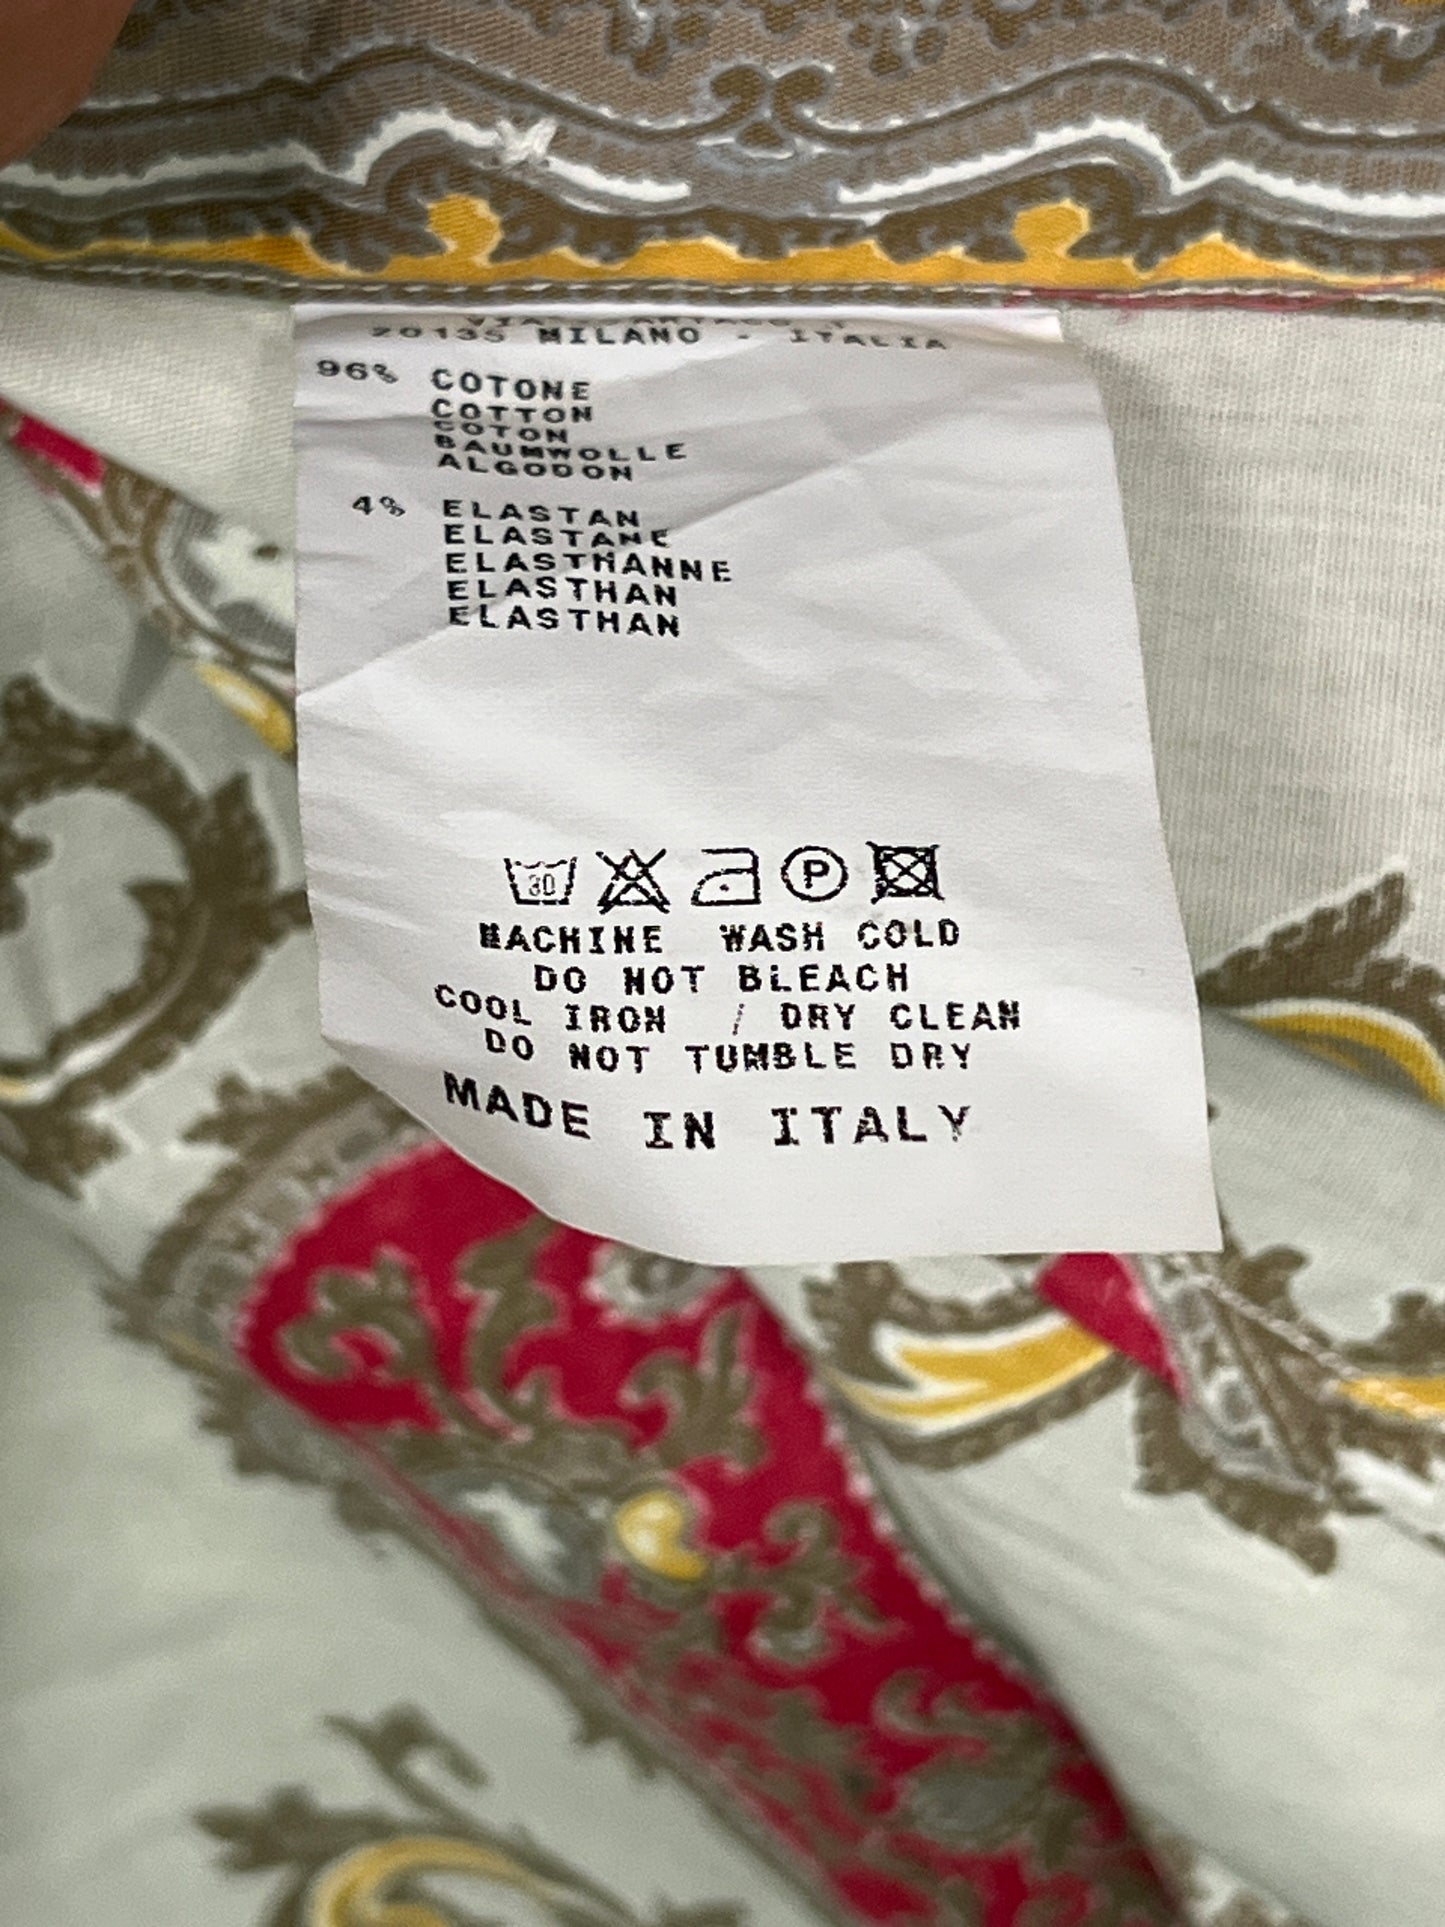 20135 MILANO - ITALIA
96% COTONE
COTTON
COTON
BAUMWOLLE
ALGODON
4% ELASTAN
ELASTANE
ELASTHANNE
ELASTHAN
ELASTHAN
30 P
MACHINE WASH COLD
DO NOT BLEACH
COOL IRON / DRY CLEAN
DO NOT TUMBLE DRY
MADE IN ITALY